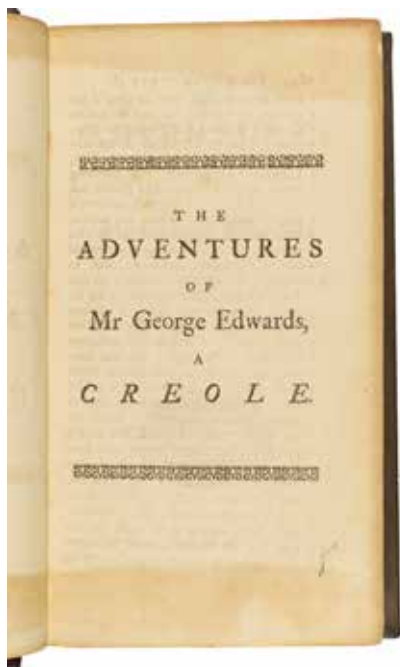 THE
ADVENTURES
OF
Mr George Edwards,
A
CREOLE.